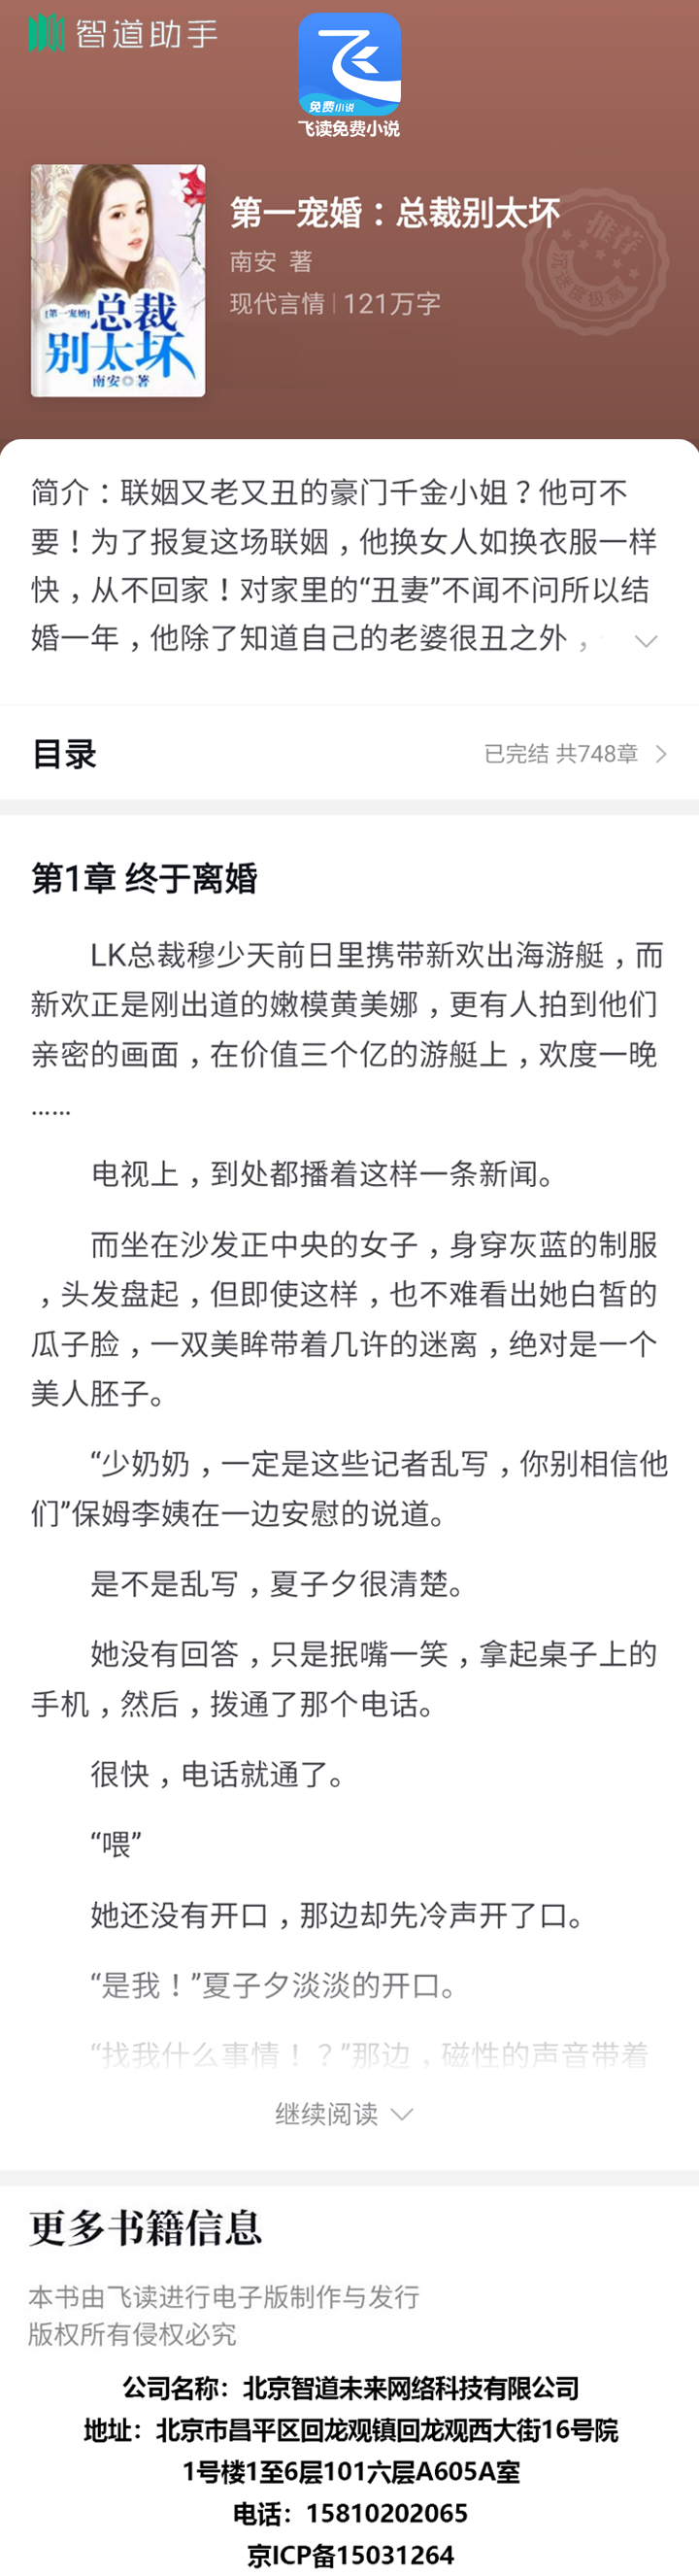 智道助手
免费小说
飞读免费小说
第一宠婚：总裁别太坏
南安 著
现代言情 | 121万字
推荐
沉迷度极高
[第一宠婚]
总裁
别太坏
南安◎著
简介：联姻又老又丑的豪门千金小姐？他可不
要！为了报复这场联姻，他换女人如换衣服一样
快，从不回家！对家里的“丑妻”不闻不问所以结
婚一年，他除了知道自己的老婆很丑之外，
目录
已完结 共748章
第1章 终于离婚
LK总裁穆少天前日里携带新欢出海游艇，而
新欢正是刚出道的嫩模黄美娜，更有人拍到他们
亲密的画面，在价值三个亿的游艇上，欢度一晚
……
电视上，到处都播着这样一条新闻。
而坐在沙发正中央的女子，身穿灰蓝的制服
，头发盘起，但即使这样，也不难看出她白皙的
瓜子脸，一双美眸带着几许的迷离，绝对是一个
美人胚子。
“少奶奶，一定是这些记者乱写，你别相信他
们”保姆李姨在一边安慰的说道。
是不是乱写，夏子夕很清楚。
她没有回答，只是抿嘴一笑，拿起桌子上的
手机，然后，拨通了那个电话。
很快，电话就通了。
“喂”
她还没有开口，那边却先冷声开了口。
“是我！”夏子夕淡淡的开口。
“找我什么事情！？”那边，磁性的声音带着
继续阅读
更多书籍信息
本书由飞读进行电子版制作与发行
版权所有侵权必究
公司名称：北京智道未来网络科技有限公司
地址：北京市昌平区回龙观镇回龙观西大街16号院
1号楼1至6层101六层A605A室
电话：15810202065
京ICP备15031264